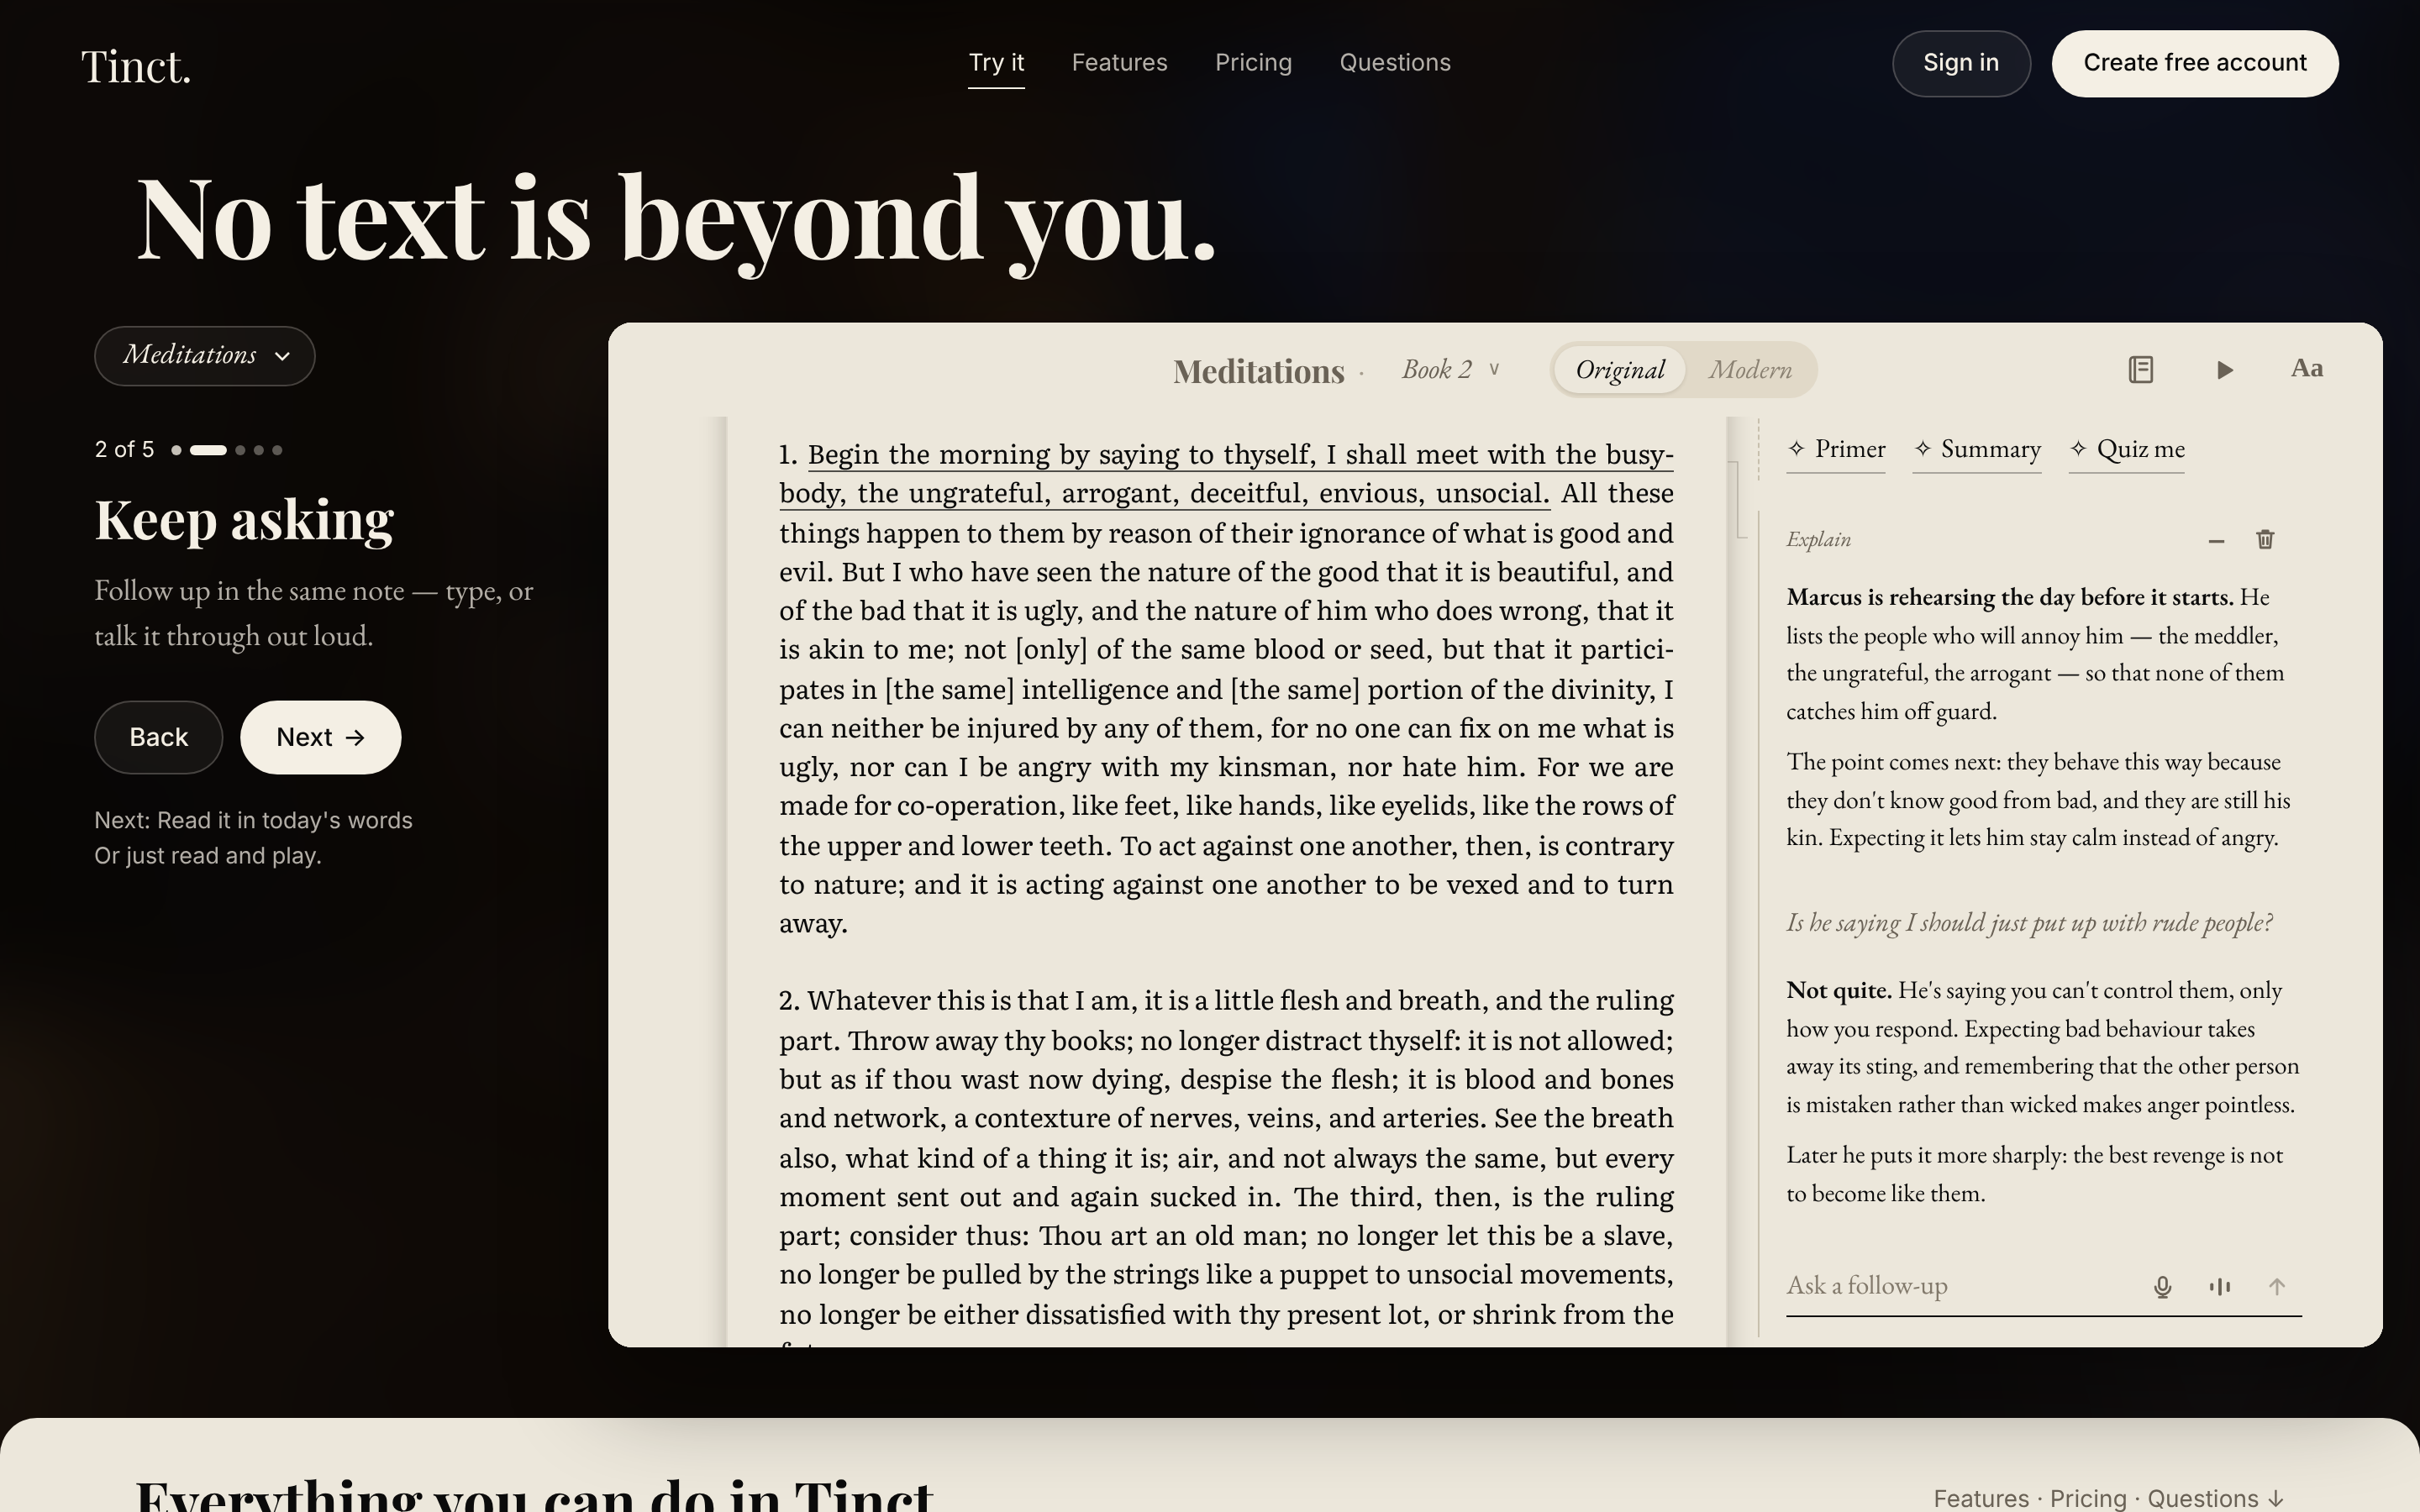 Tinct.
Try it
Features
Pricing
Questions
Sign in
Create free account
No text is beyond you.
Meditations
2 of 5
Keep asking
Follow up in the same note — type, or
talk it through out loud.
Back
Next →
Next: Read it in today's words
Or just read and play.
Meditations ·
Book 2
Original
Modern
Aa
1. Begin the morning by saying to thyself, I shall meet with the busy-
body, the ungrateful, arrogant, deceitful, envious, unsocial. All these
things happen to them by reason of their ignorance of what is good and
evil. But I who have seen the nature of the good that it is beautiful, and
of the bad that it is ugly, and the nature of him who does wrong, that it
is akin to me; not [only] of the same blood or seed, but that it partici-
pates in [the same] intelligence and [the same] portion of the divinity, I
can neither be injured by any of them, for no one can fix on me what is
ugly, nor can I be angry with my kinsman, nor hate him. For we are
made for co-operation, like feet, like hands, like eyelids, like the rows of
the upper and lower teeth. To act against one another, then, is contrary
to nature; and it is acting against one another to be vexed and to turn
away.
2. Whatever this is that I am, it is a little flesh and breath, and the ruling
part. Throw away thy books; no longer distract thyself: it is not allowed;
but as if thou wast now dying, despise the flesh; it is blood and bones
and network, a contexture of nerves, veins, and arteries. See the breath
also, what kind of a thing it is; air, and not always the same, but every
moment sent out and again sucked in. The third, then, is the ruling
part; consider thus: Thou art an old man; no longer let this be a slave,
no longer be pulled by the strings like a puppet to unsocial movements,
no longer be either dissatisfied with thy present lot, or shrink from the
✧ Primer
✧ Summary
✧ Quiz me
Explain
Marcus is rehearsing the day before it starts. He
lists the people who will annoy him — the meddler,
the ungrateful, the arrogant — so that none of them
catches him off guard.
The point comes next: they behave this way because
they don't know good from bad, and they are still his
kin. Expecting it lets him stay calm instead of angry.
Is he saying I should just put up with rude people?
Not quite. He's saying you can't control them, only
how you respond. Expecting bad behaviour takes
away its sting, and remembering that the other person
is mistaken rather than wicked makes anger pointless.
Later he puts it more sharply: the best revenge is not
to become like them.
Ask a follow-up
Everything you can do in Tinct
Features · Pricing · Questions ↓